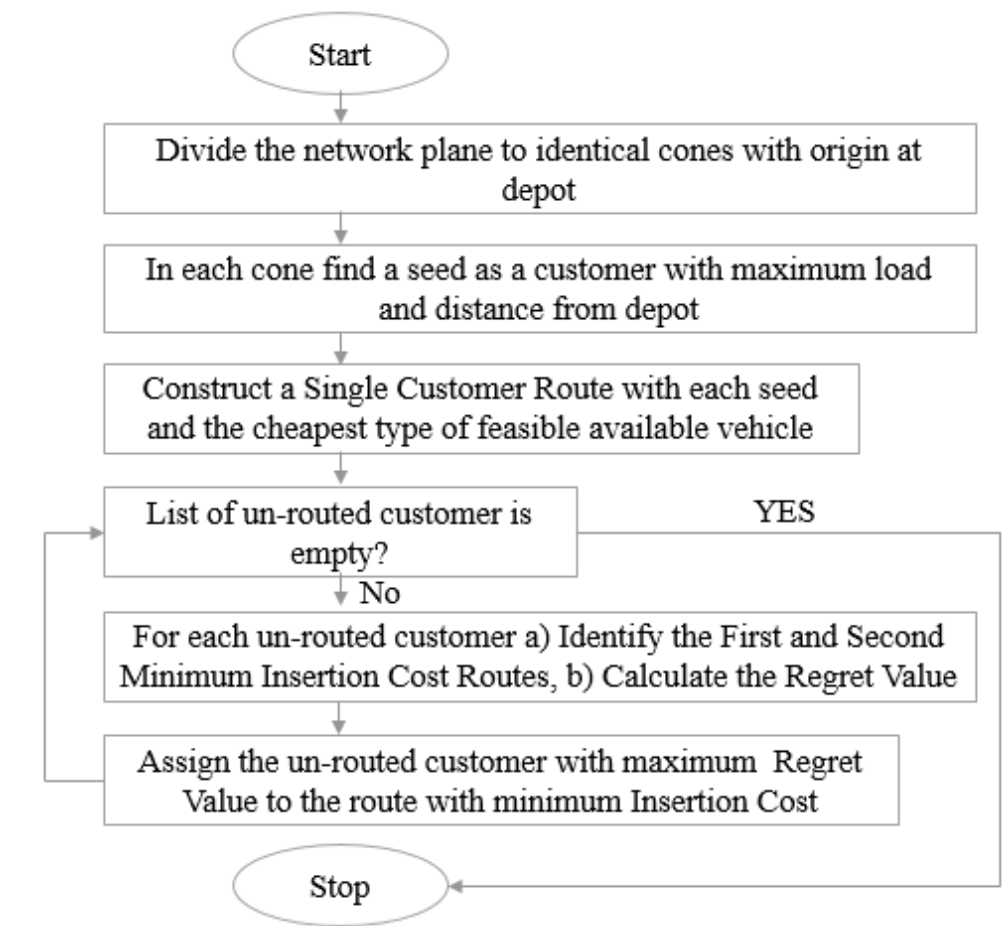 Start
Divide the network plane to identical cones with origin at
depot
In each cone find a seed as a customer with maximum load
and distance from depot
Construct a Single Customer Route with each seed
and the cheapest type of feasible available vehicle
List of un-routed customer is
empty?
YES
No
For each un-routed customer a) Identify the First and Second
Minimum Insertion Cost Routes, b) Calculate the Regret Value
Assign the un-routed customer with maximum  Regret
Value to the route with minimum Insertion Cost
Stop